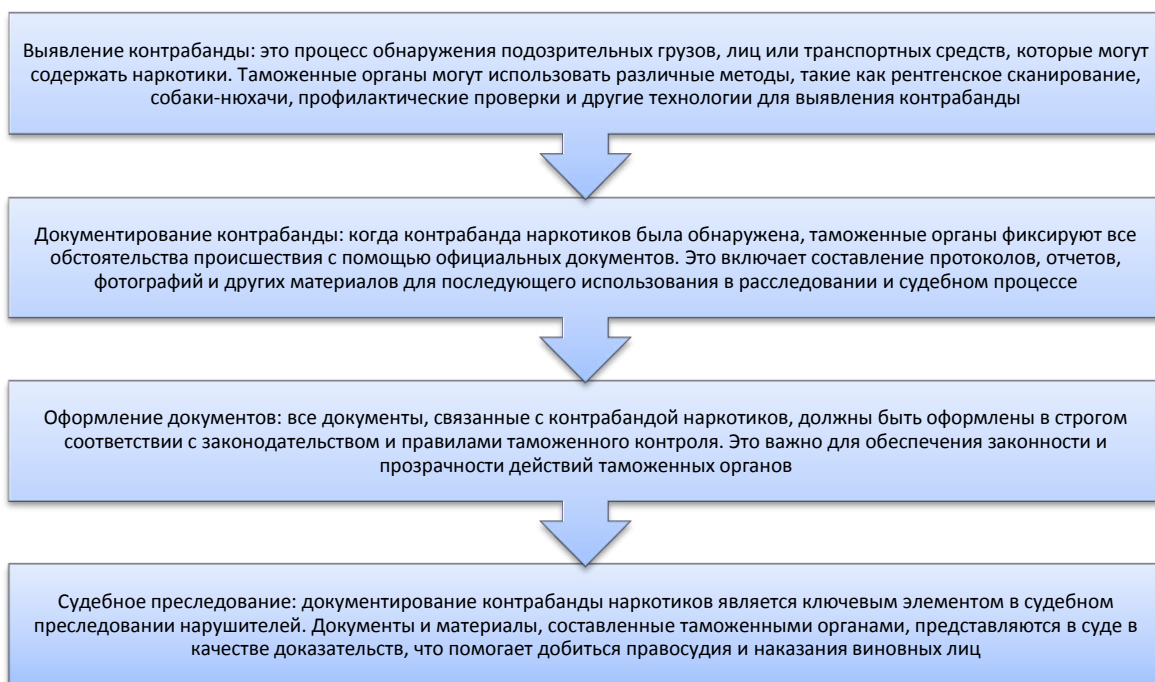 Выявление контрабанды: это процесс обнаружения подозрительных грузов, лиц или транспортных средств, которые могут
содержать наркотики. Таможенные органы могут использовать различные методы, такие как рентгенское сканирование,
собаки-нюхачи, профилактические проверки и другие технологии для выявления контрабанды
Документирование контрабанды: когда контрабанда наркотиков была обнаружена, таможенные органы фиксируют все
обстоятельства происшествия с помощью официальных документов. Это включает составление протоколов, отчетов,
фотографий и других материалов для последующего использования в расследовании и судебном процессе
Оформление документов: все документы, связанные с контрабандой наркотиков, должны быть оформлены в строгом
соответствии с законодательством и правилами таможенного контроля. Это важно для обеспечения законности и
прозрачности действий таможенных органов
Судебное преследование: документирование контрабанды наркотиков является ключевым элементом в судебном
преследовании нарушителей. Документы и материалы, составленные таможенными органами, представляются в суде в
качестве доказательств, что помогает добиться правосудия и наказания виновных лиц